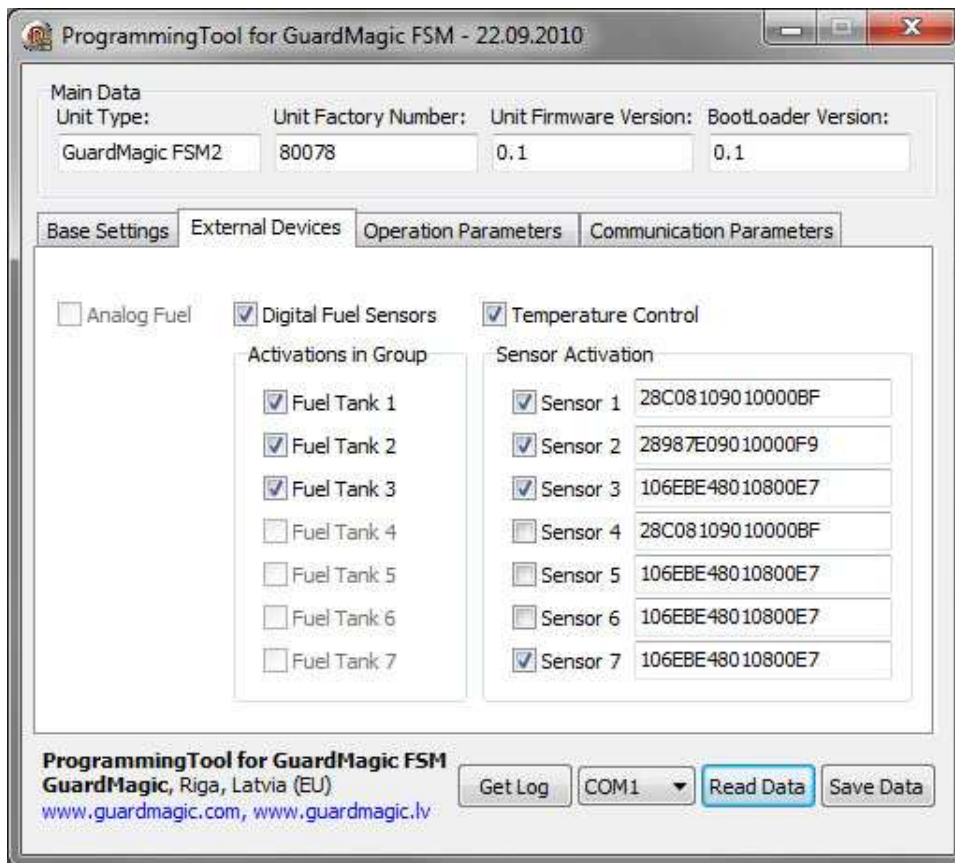 ProgrammingTool for GuardMagic FSM - 22.09.2010
Main Data
Unit Type: Unit Factory Number: Unit Firmware Version: BootLoader Version:
GuardMagic FSM2 80078 0.1 0.1
Base Settings External Devices Operation Parameters Communication Parameters
Analog Fuel Digital Fuel Sensors Temperature Control
Activations in Group Sensor Activation
Fuel Tank 1 Sensor 1 28C08109010000BF
Fuel Tank 2 Sensor 2 28987E09010000F9
Fuel Tank 3 Sensor 3 106EBE48010800E7
Fuel Tank 4 Sensor 4 28C08109010000BF
Fuel Tank 5 Sensor 5 106EBE48010800E7
Fuel Tank 6 Sensor 6 106EBE48010800E7
Fuel Tank 7 Sensor 7 106EBE48010800E7
ProgrammingTool for GuardMagic FSM
GuardMagic, Riga, Latvia (EU) Get Log COM1 Read Data Save Data
www.guardmagic.com, www.guardmagic.lv